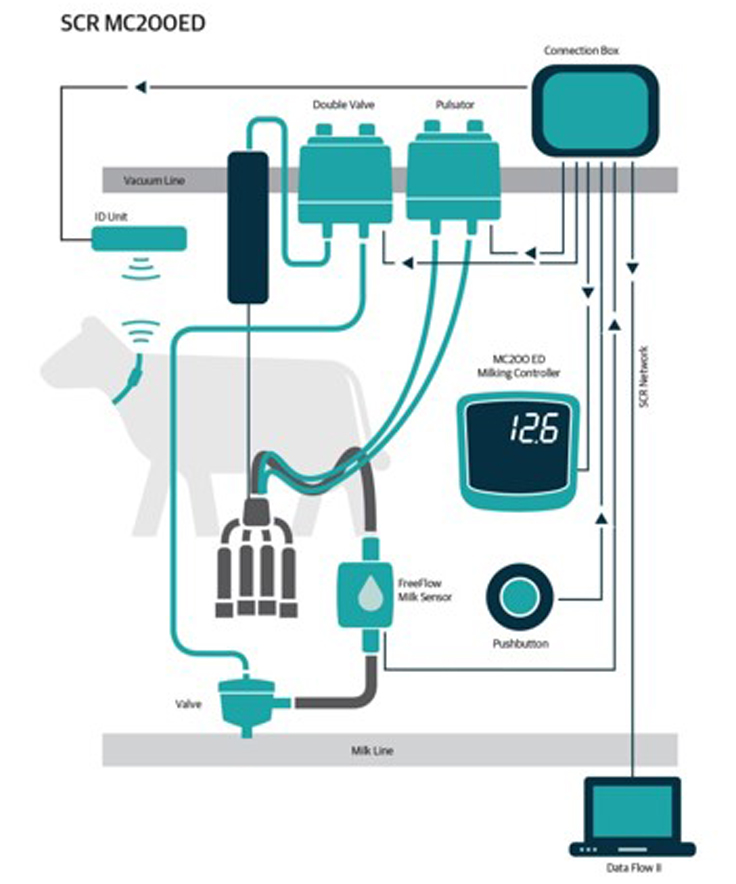 SCR MC200ED
Connection Box
Double Valve
Pulsator
Vacuum Line
ID Unit
MC200 ED
Milking Controller
SCR Network
12.6
FreeFlow
Milk Sensor
Pushbutton
Valve
Milk Line
Data Flow II